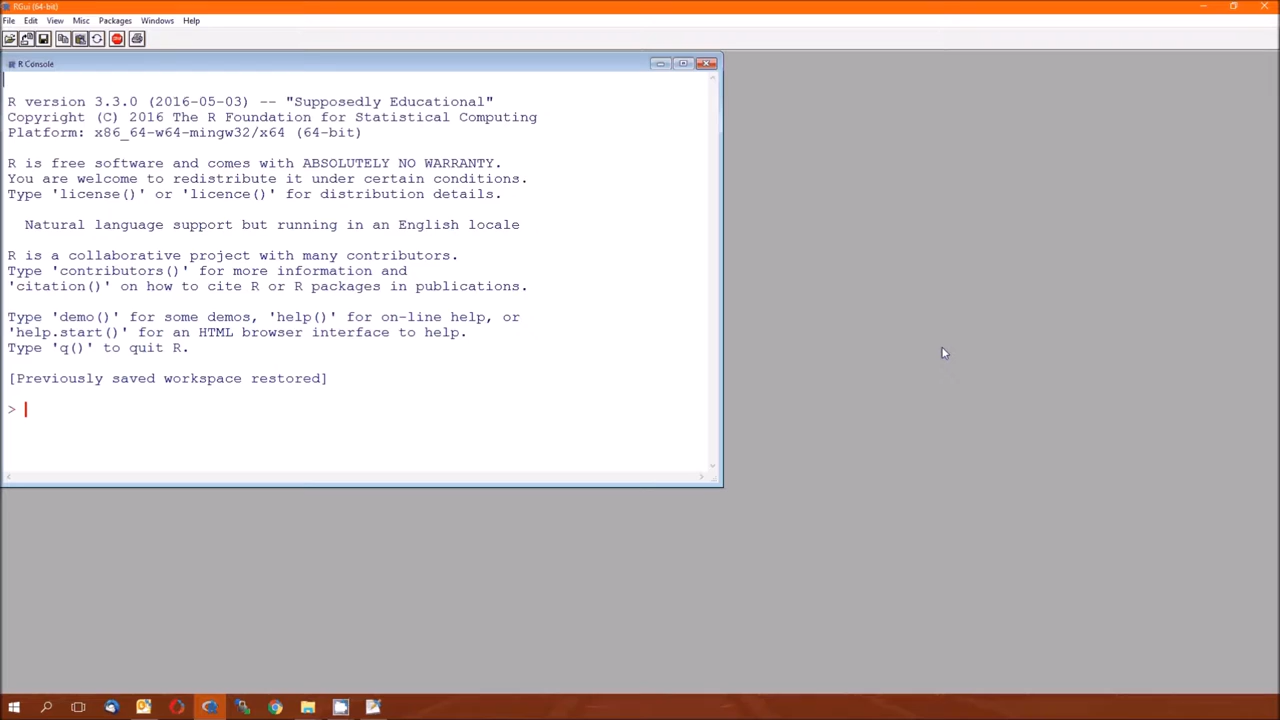 RGui (64-bit)
File Edit View Misc Packages Windows Help
STOP
R Console
R version 3.3.0 (2016-05-03) -- "Supposedly Educational"
Copyright (C) 2016 The R Foundation for Statistical Computing
Platform: x86_64-w64-mingw32/x64 (64-bit)
R is free software and comes with ABSOLUTELY NO WARRANTY.
You are welcome to redistribute it under certain conditions.
Type 'license()' or 'licence()' for distribution details.
Natural language support but running in an English locale
R is a collaborative project with many contributors.
Type 'contributors()' for more information and
'citation()' on how to cite R or R packages in publications.
Type 'demo()' for some demos, 'help()' for on-line help, or
'help.start()' for an HTML browser interface to help.
Type 'q()' to quit R.
[Previously saved workspace restored]
>